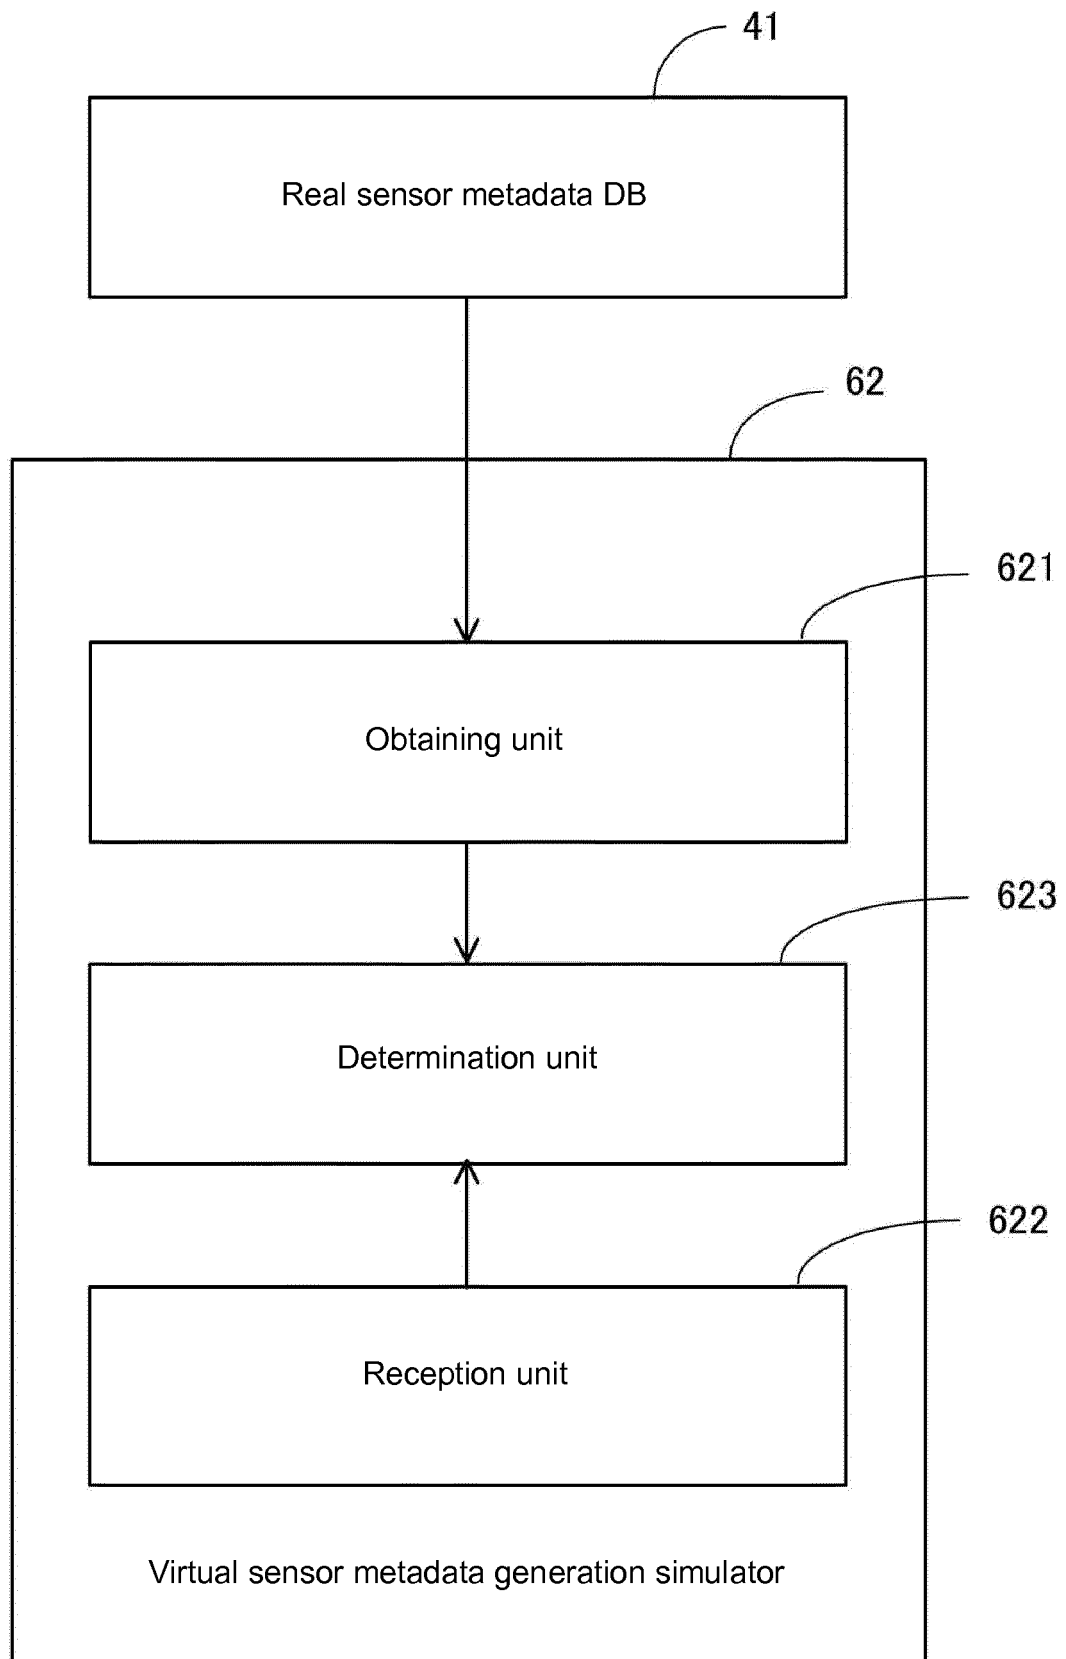 41
Real sensor metadata DB
62
621
Obtaining unit
623
Determination unit
622
Reception unit
Virtual sensor metadata generation simulator